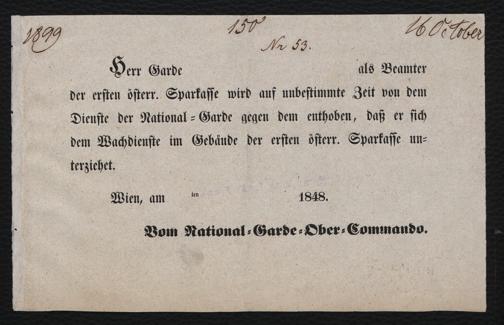 1899 150 16 October
Nr 53.
Herr Garde als Beamter
der ersten österr. Sparkasse wird auf unbestimmte Zeit von dem
Dienste der National-Garde gegen dem enthoben, daß er sich
dem Wachdienste im Gebäude der ersten österr. Sparkasse un-
terziehet.
Wien, am ten 1848.
Vom National-Garde-Ober-Commando.